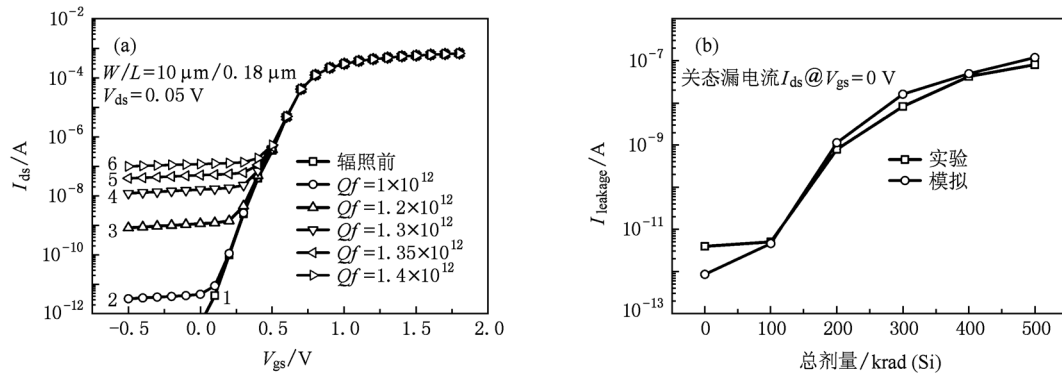 (a)
W/L=10 μm/0.18 μm
V_ds=0.05 V
I_ds/A
10^-2
10^-4
10^-6
10^-8
10^-10
10^-12
6
5
4
3
2
1
辐照前
Qf=1×10^12
Qf=1.2×10^12
Qf=1.3×10^12
Qf=1.35×10^12
Qf=1.4×10^12
-0.5 0.0 0.5 1.0 1.5 2.0
V_gs/V
(b)
关态漏电流I_ds@V_gs=0 V
I_leakage/A
10^-7
10^-9
10^-11
10^-13
实验
模拟
0 100 200 300 400 500
总剂量/krad (Si)